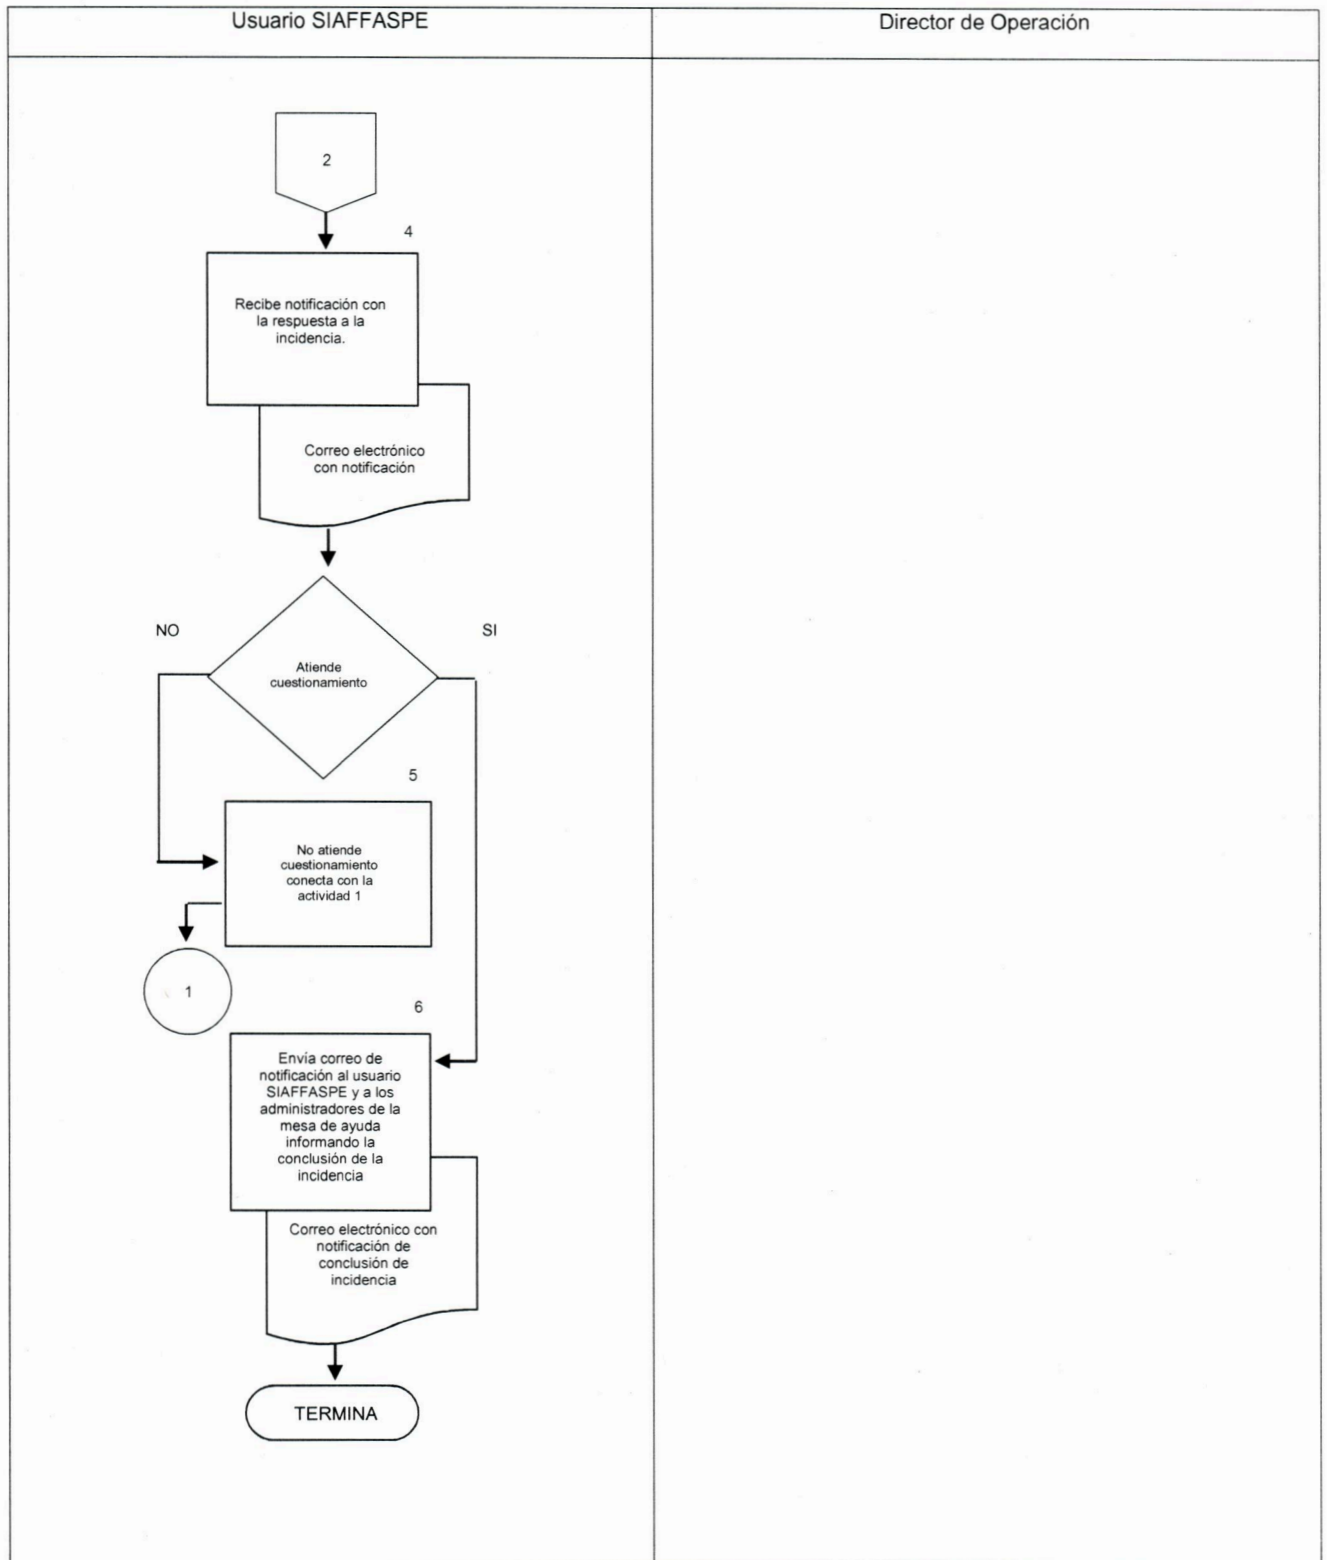 Usuario SIAFFASPE
Director de Operación
2
4
Recibe notificación con
la respuesta a la
incidencia.
Correo electrónico
con notificación
NO
SI
Atiende
cuestionamiento
5
No atiende
cuestionamiento
conecta con la
actividad 1
1
6
Envía correo de
notificación al usuario
SIAFFASPE y a los
administradores de la
mesa de ayuda
informando la
conclusión de la
incidencia
Correo electrónico con
notificación de
conclusión de
incidencia
TERMINA